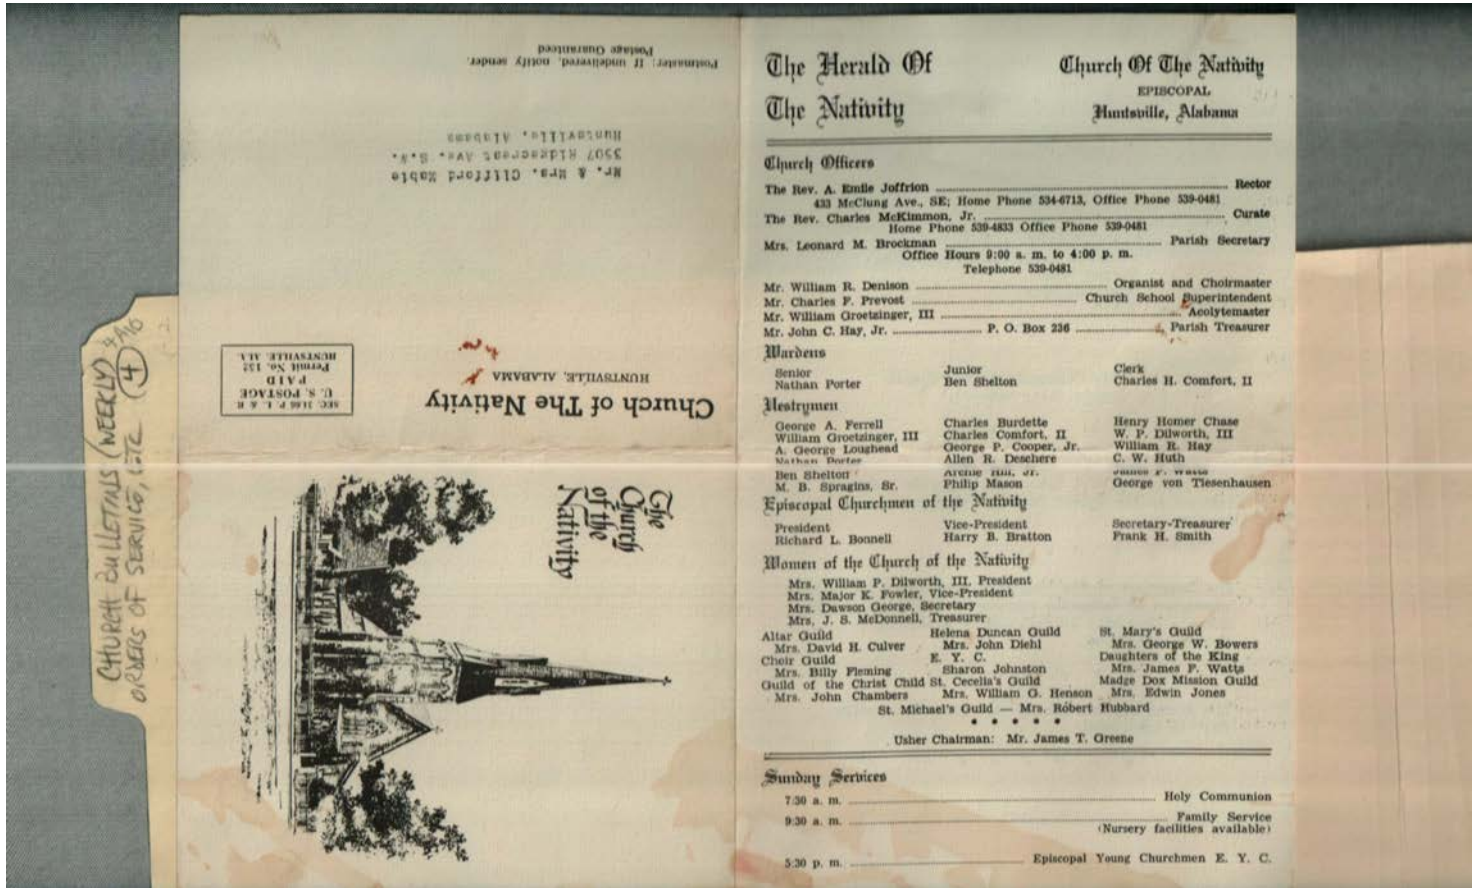 Postmaster: If undelivered, notify sender.
Postage Guaranteed
Mr. & Mrs. Clifford Mable
3507 Ridgecrest Ave. S.W.
Huntsville, Alabama
SEC. 34.66 P. L. & R
U. S. POSTAGE
PAID
Permit No. 152
HUNTSVILLE ALA
Church of The Nativity
HUNTSVILLE, ALABAMA
The
Church
of the
Nativity
CHURCH BULLETINS (WEEKLY)
ORDERS OF SERVICE, ETC (4)
The Herald Of
The Nativity
Church Of The Nativity
EPISCOPAL
Huntsville, Alabama
Church Officers
The Rev. A. Emile Joffrion Rector
433 McClung Ave., SE; Home Phone 534-6713, Office Phone 539-0481
The Rev. Charles McKimmon, Jr. Curate
Home Phone 539-4833 Office Phone 539-0481
Mrs. Leonard M. Brockman Parish Secretary
Office Hours 9:00 a. m. to 4:00 p. m.
Telephone 539-0481
Mr. William R. Denison Organist and Choirmaster
Mr. Charles F. Prevost Church School Superintendent
Mr. William Groetzinger, III Acolytemaster
Mr. John C. Hay, Jr. P. O. Box 236 Parish Treasurer
Wardens
Senior Junior Clerk
Nathan Porter Ben Shelton Charles H. Comfort, II
Vestrymen
George A. Ferrell Charles Burdette Henry Homer Chase
William Groetzinger, III Charles Comfort, II W. P. Dilworth, III
A. George Loughead George P. Cooper, Jr. William R. Hay
Nathan Porter Allen R. Deschere C. W. Huth
Ben Shelton Archie Hill, Jr. James F. Watts
M. B. Spragins, Sr. Philip Mason George von Tiesenhausen
Episcopal Churchmen of the Nativity
President Vice-President Secretary-Treasurer
Richard L. Bonnell Harry B. Bratton Frank H. Smith
Women of the Church of the Nativity
Mrs. William P. Dilworth, III, President
Mrs. Major K. Fowler, Vice-President
Mrs. Dawson George, Secretary
Mrs. J. S. McDonnell, Treasurer
Altar Guild Helena Duncan Guild St. Mary's Guild
Mrs. David H. Culver Mrs. John Diehl Mrs. George W. Bowers
Choir Guild E. Y. C. Daughters of the King
Mrs. Billy Fleming Sharon Johnston Mrs. James F. Watts
Guild of the Christ Child St. Cecelia's Guild Madge Dox Mission Guild
Mrs. John Chambers Mrs. William G. Henson Mrs. Edwin Jones
St. Michael's Guild — Mrs. Robert Hubbard
* * * * *
Usher Chairman: Mr. James T. Greene
Sunday Services
7:30 a. m. Holy Communion
9:30 a. m. Family Service
(Nursery facilities available)
5:30 p. m. Episcopal Young Churchmen E. Y. C.